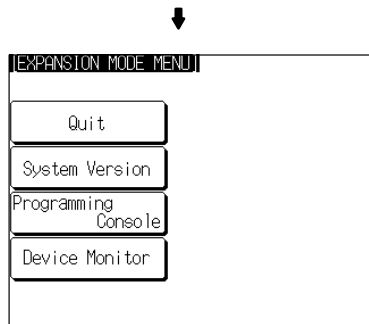 [EXPANSION MODE MENU]
Quit
System Version
Programming
Console
Device Monitor